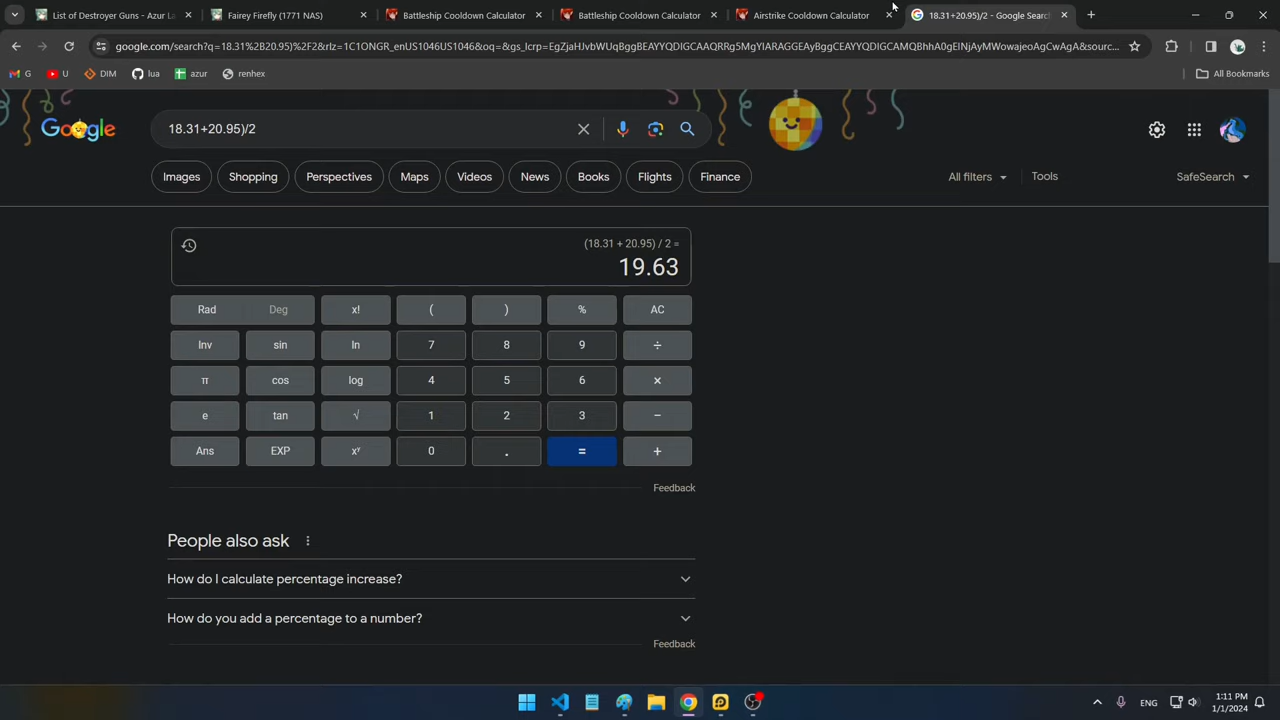 List of Destroyer Guns - Azur La
Fairey Firefly (1771 NAS)
Battleship Cooldown Calculator
Battleship Cooldown Calculator
Airstrike Cooldown Calculator
18.31+20.95)/2 - Google Search
google.com/search?q=18.31%2B20.95)%2F2&rlz=1C1ONGR_enUS1046US1046&oq=&gs_lcrp=EgZjaHJvbWUqBggBEAYYQDIGCAAQRRg5MgYIARAGGEAyBggCEAYYQDIGCAMQBhhA0gEINjAyMWowajeoAgCwAgA&sourc...
G
U
DIM
lua
azur
renhex
All Bookmarks
Google
18.31+20.95)/2
Images
Shopping
Perspectives
Maps
Videos
News
Books
Flights
Finance
All filters
Tools
SafeSearch
(18.31 + 20.95) / 2 =
19.63
Rad Deg x! ( ) % AC
Inv sin ln 7 8 9 ÷
π cos log 4 5 6 ×
e tan √ 1 2 3 −
Ans EXP xʸ 0 . = +
Feedback
People also ask
How do I calculate percentage increase?
How do you add a percentage to a number?
Feedback
ENG
1:11 PM
1/1/2024